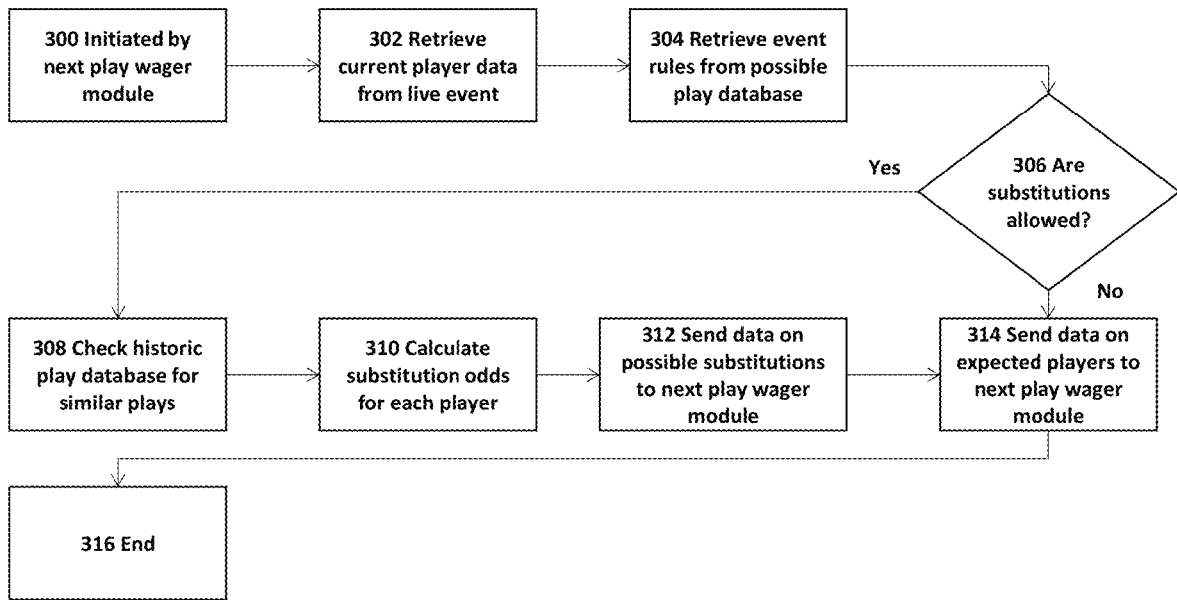 300 Initiated by
next play wager
module
302 Retrieve
current player data
from live event
304 Retrieve event
rules from possible
play database
306 Are
substitutions
allowed?
Yes
No
308 Check historic
play database for
similar plays
310 Calculate
substitution odds
for each player
312 Send data on
possible substitutions
to next play wager
module
314 Send data on
expected players to
next play wager
module
316 End